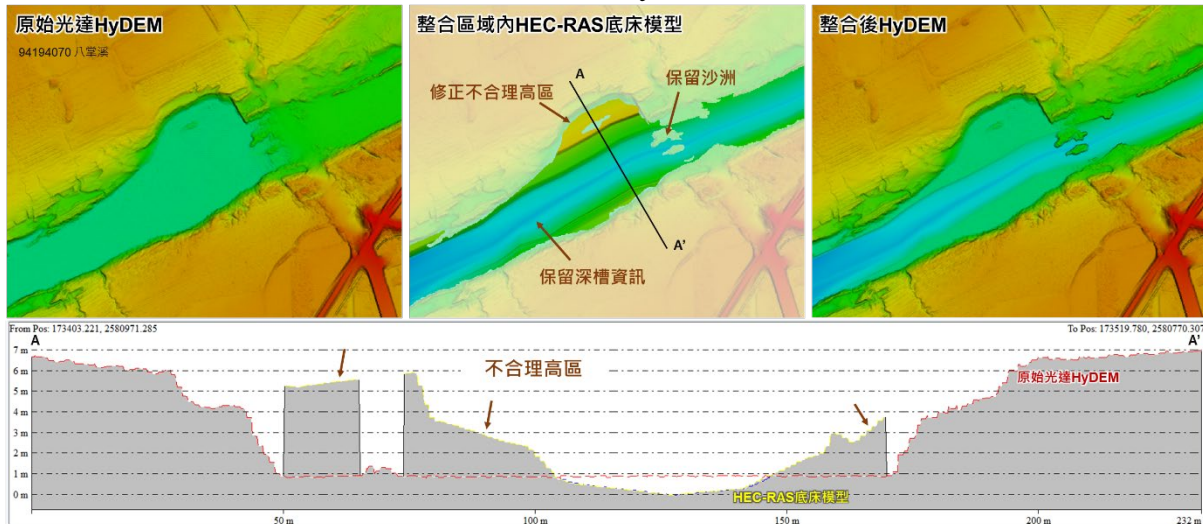 原始光達HyDEM
94194070 八掌溪
整合區域內HEC-RAS底床模型
A
修正不合理高區
保留沙洲
A'
保留深槽資訊
整合後HyDEM
From Pos: 173403.221, 2580971.285
To Pos: 173519.780, 2580770.307
A
A'
7 m
6 m
5 m
4 m
3 m
2 m
1 m
0 m
不合理高區
原始光達HyDEM
HEC-RAS底床模型
50 m
100 m
150 m
232 m